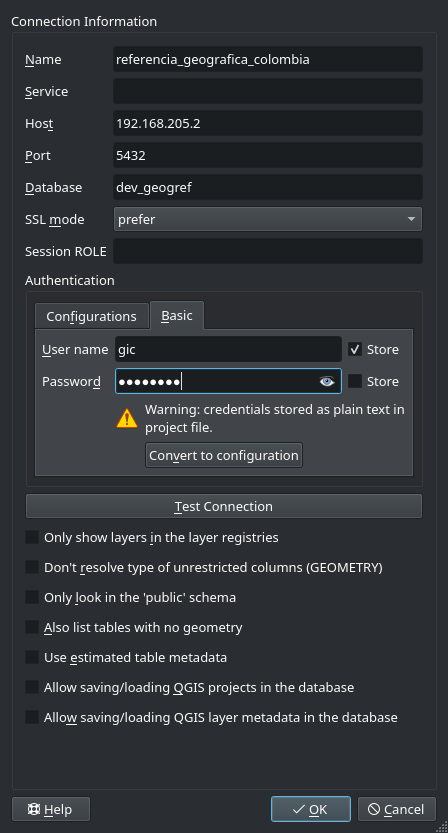 Connection Information
Name referencia_geografica_colombia
Service
Host 192.168.205.2
Port 5432
Database dev_geogref
SSL mode prefer
Session ROLE
Authentication
Configurations Basic
User name gic Store
Password ●●●●●●●● Store
Warning: credentials stored as plain text in
project file.
Convert to configuration
Test Connection
Only show layers in the layer registries
Don't resolve type of unrestricted columns (GEOMETRY)
Only look in the 'public' schema
Also list tables with no geometry
Use estimated table metadata
Allow saving/loading QGIS projects in the database
Allow saving/loading QGIS layer metadata in the database
Help OK Cancel